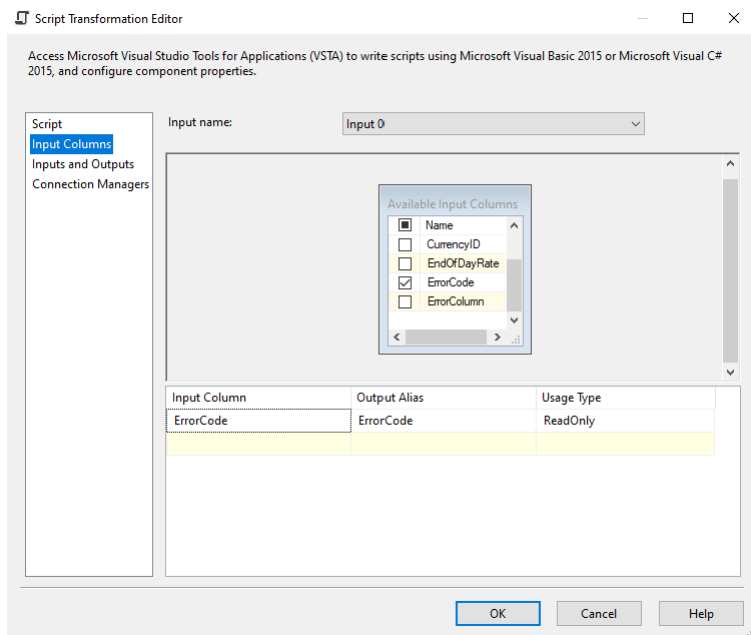 Script Transformation Editor
Access Microsoft Visual Studio Tools for Applications (VSTA) to write scripts using Microsoft Visual Basic 2015 or Microsoft Visual C#
2015, and configure component properties.
Script
Input Columns
Inputs and Outputs
Connection Managers
Input name:
Input 0
Available Input Columns
Name
CurrencyID
EndOfDayRate
ErrorCode
ErrorColumn
Input Column Output Alias Usage Type
ErrorCode ErrorCode ReadOnly
OK Cancel Help